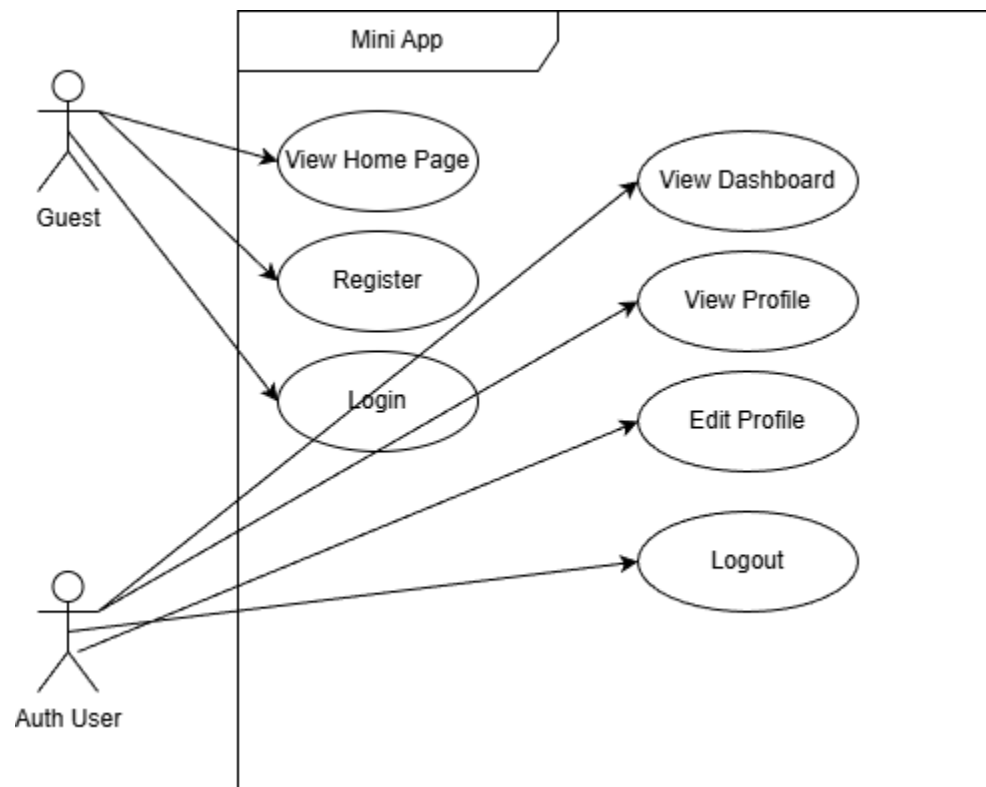 Mini App
Guest
View Home Page
Register
Login
View Dashboard
View Profile
Edit Profile
Logout
Auth User